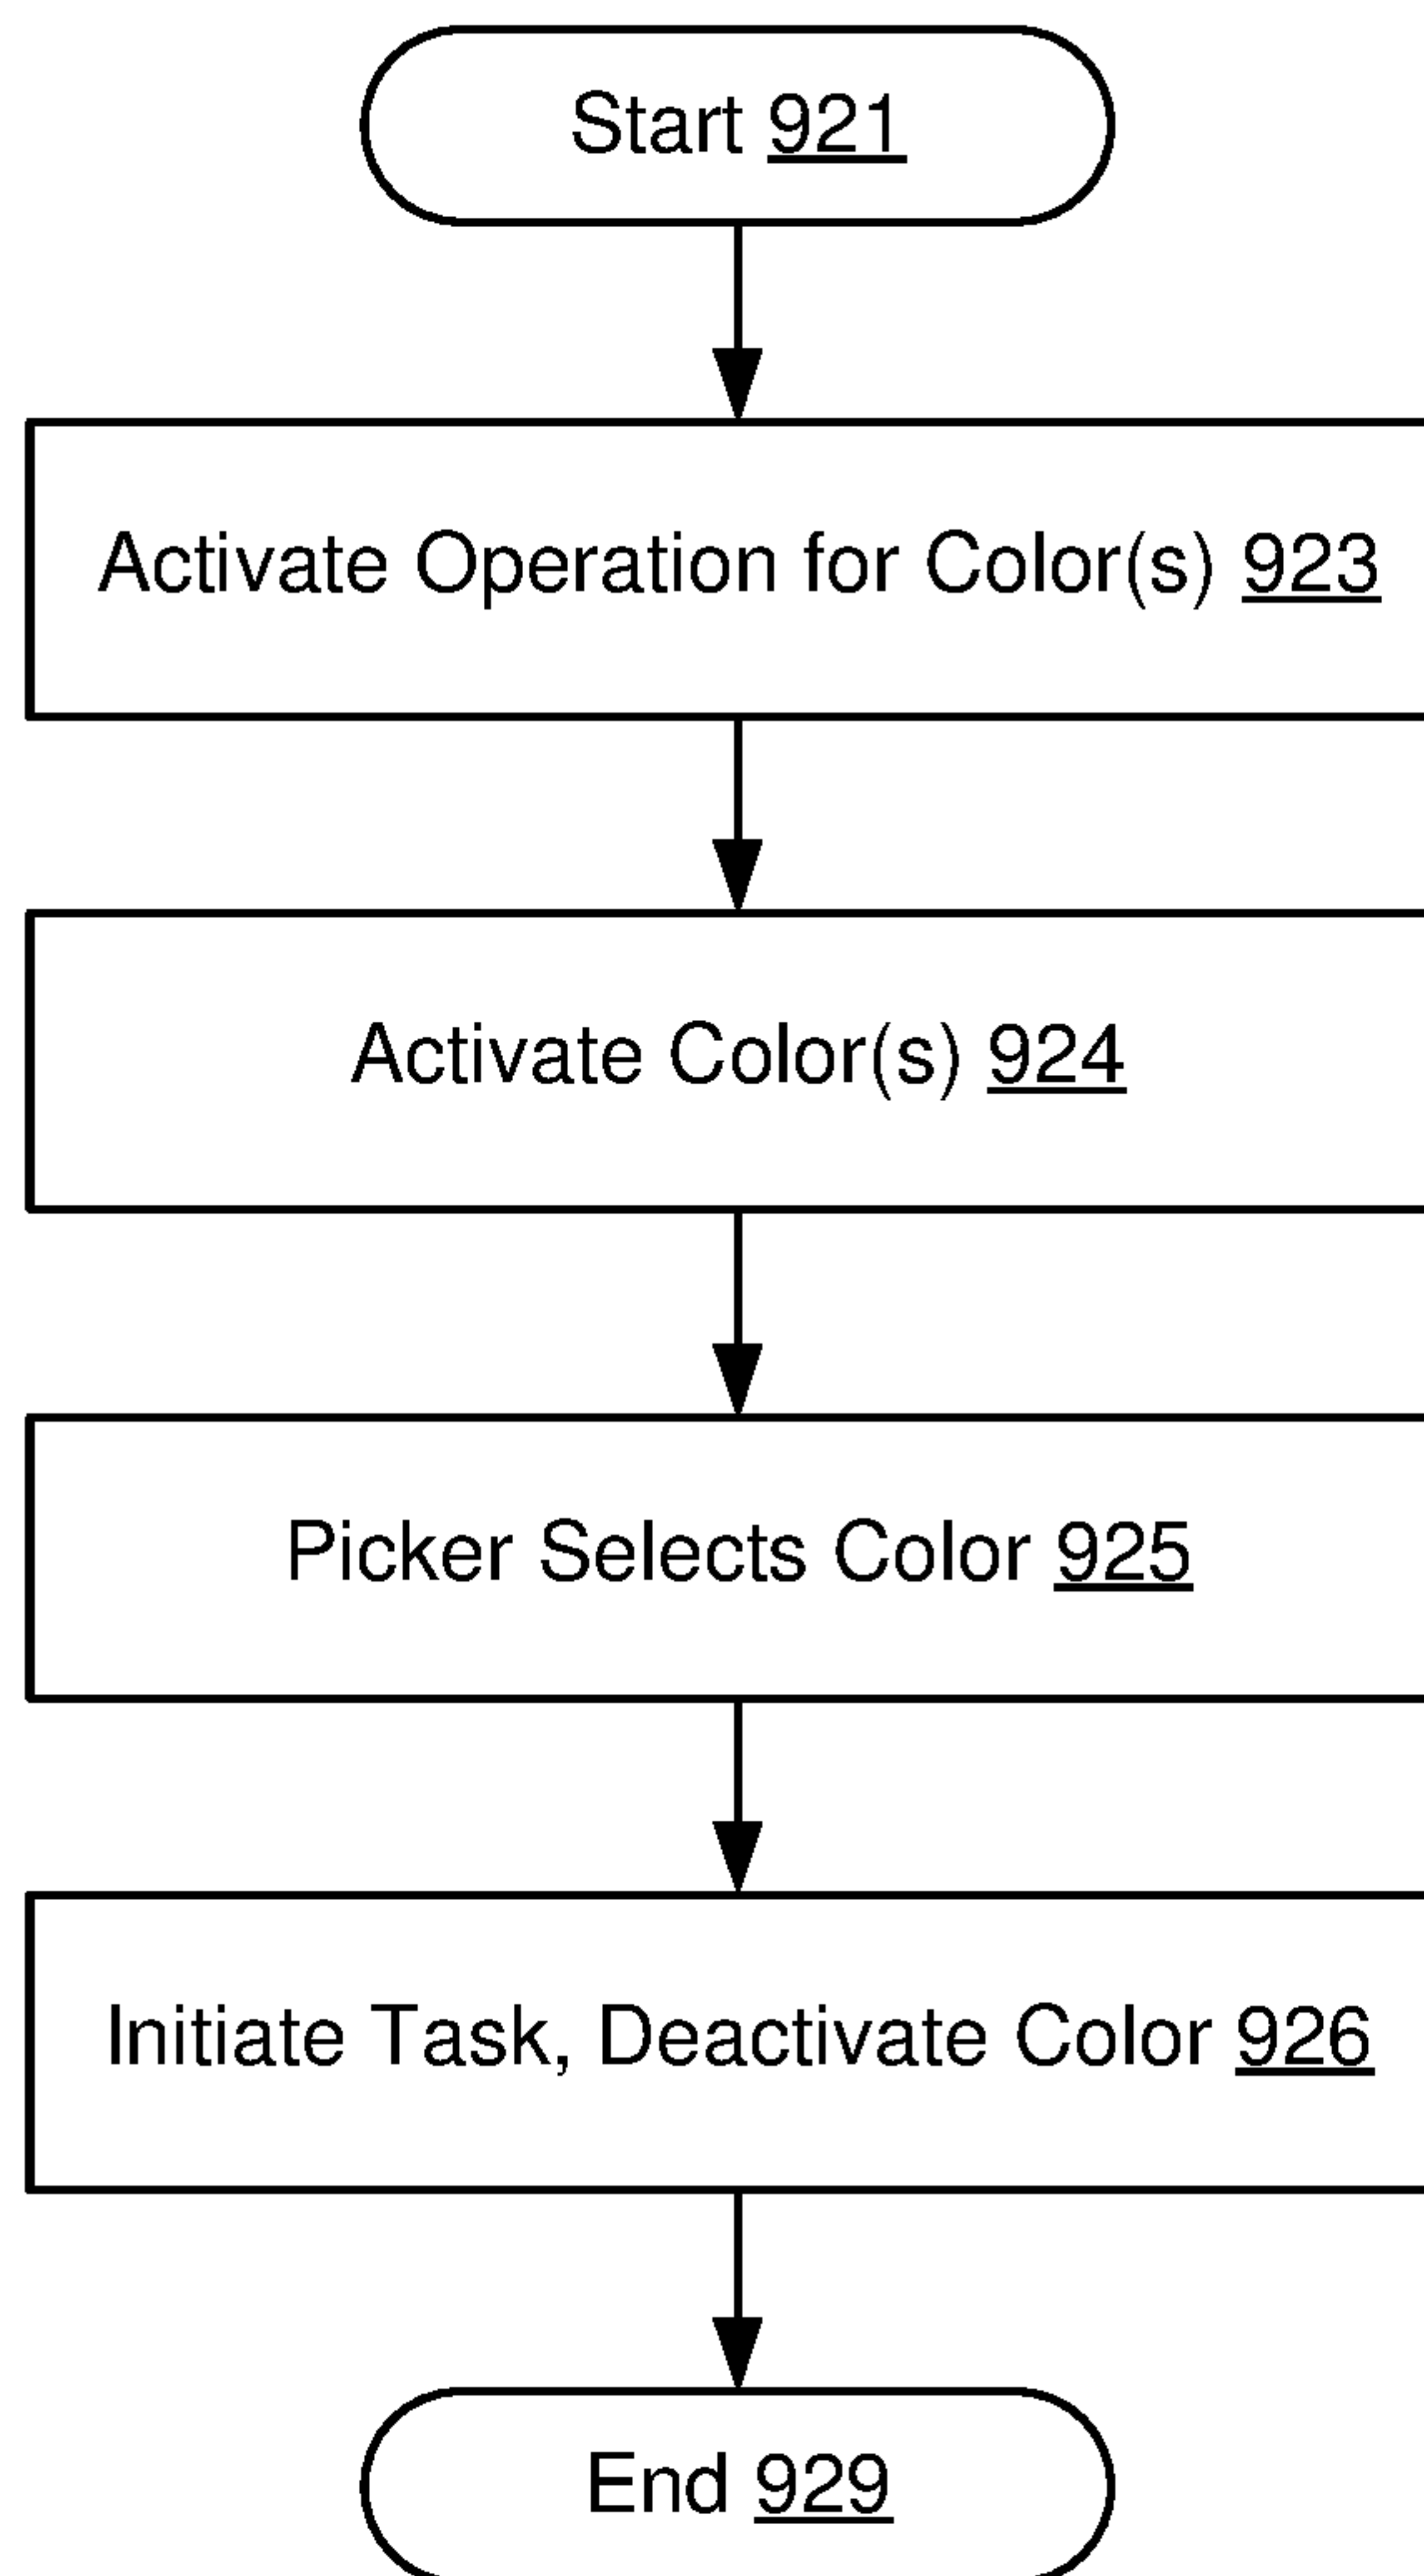 Start 921
Activate Operation for Color(s) 923
Activate Color(s) 924
Picker Selects Color 925
Initiate Task, Deactivate Color 926
End 929